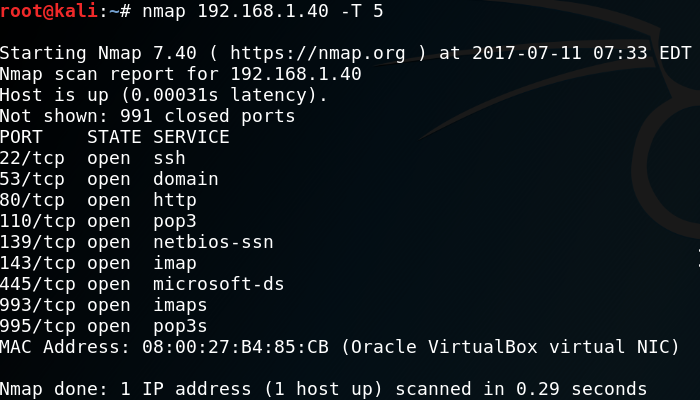 root@kali:~# nmap 192.168.1.40 -T 5
Starting Nmap 7.40 ( https://nmap.org ) at 2017-07-11 07:33 EDT
Nmap scan report for 192.168.1.40
Host is up (0.00031s latency).
Not shown: 991 closed ports
PORT    STATE SERVICE
22/tcp  open  ssh
53/tcp  open  domain
80/tcp  open  http
110/tcp open  pop3
139/tcp open  netbios-ssn
143/tcp open  imap
445/tcp open  microsoft-ds
993/tcp open  imaps
995/tcp open  pop3s
MAC Address: 08:00:27:B4:85:CB (Oracle VirtualBox virtual NIC)
Nmap done: 1 IP address (1 host up) scanned in 0.29 seconds